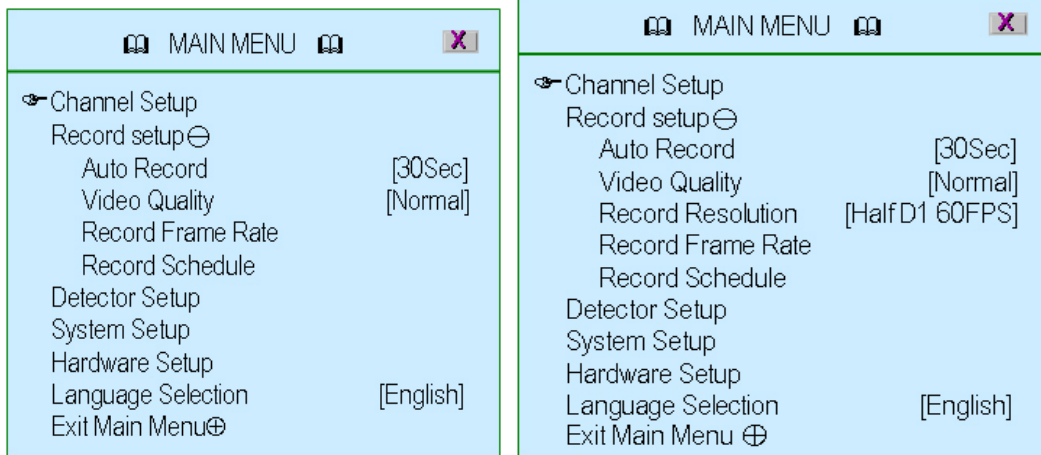 MAIN MENU X
Channel Setup
Record setup⊖
Auto Record [30Sec]
Video Quality [Normal]
Record Frame Rate
Record Schedule
Detector Setup
System Setup
Hardware Setup
Language Selection [English]
Exit Main Menu⊕
MAIN MENU X
Channel Setup
Record setup⊖
Auto Record [30Sec]
Video Quality [Normal]
Record Resolution [Half D1 60FPS]
Record Frame Rate
Record Schedule
Detector Setup
System Setup
Hardware Setup
Language Selection [English]
Exit Main Menu ⊕